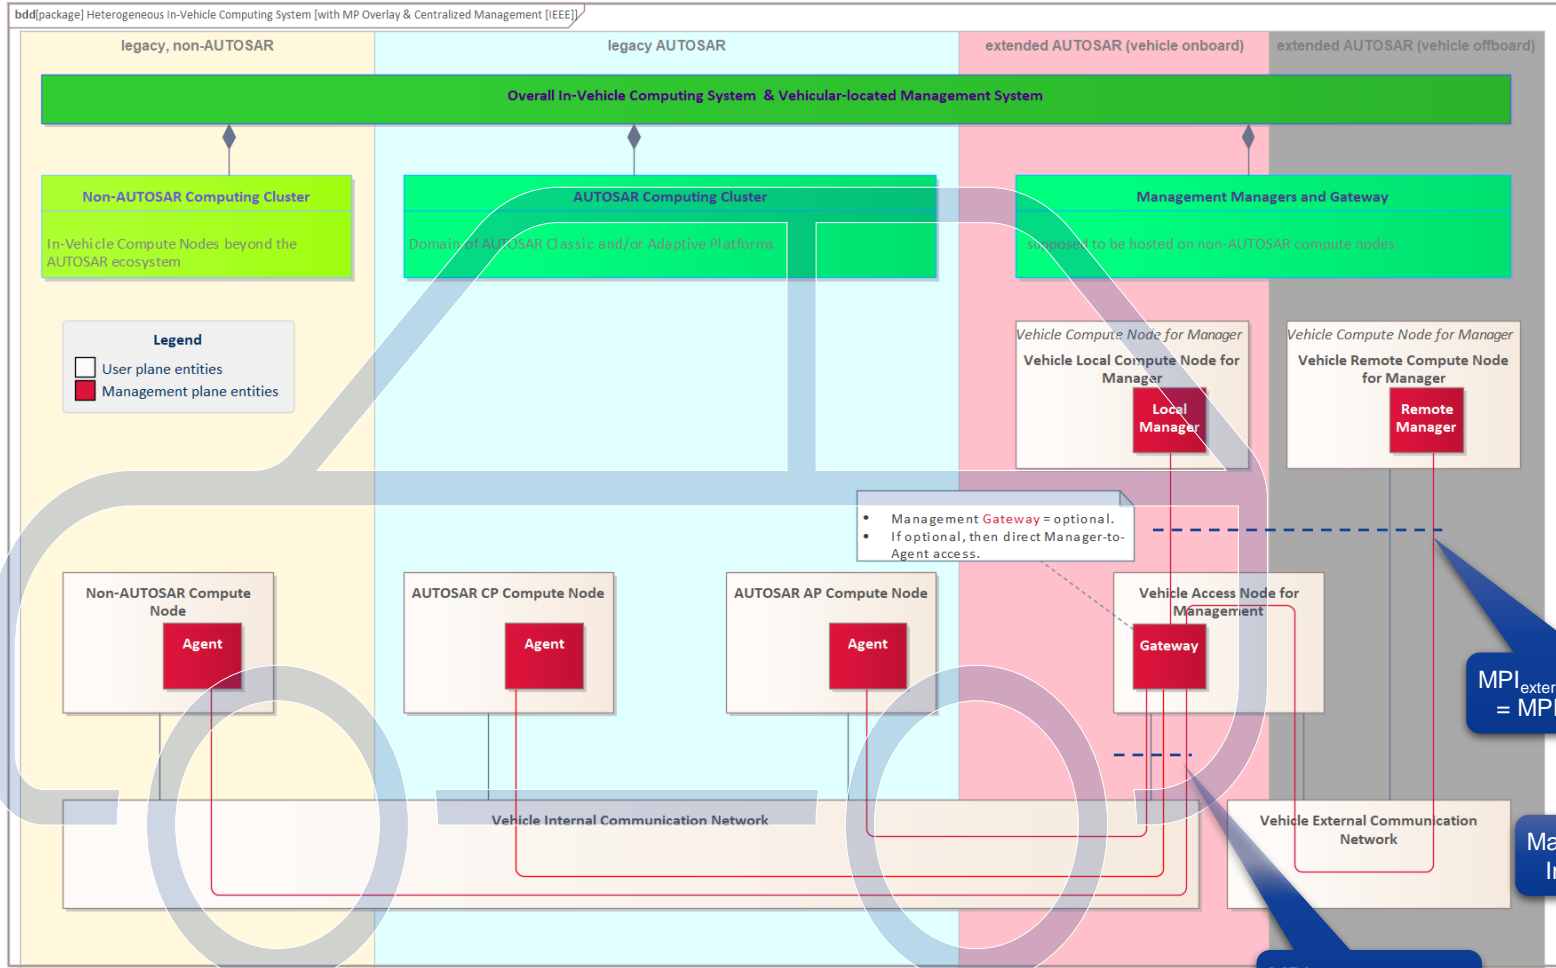 bdd[package] Heterogeneous In-Vehicle Computing System [with MP Overlay & Centralized Management [IEEE]]
legacy, non-AUTOSAR
legacy AUTOSAR
extended AUTOSAR (vehicle onboard)
extended AUTOSAR (vehicle offboard)
Overall In-Vehicle Computing System & Vehicular-located Management System
Non-AUTOSAR Computing Cluster
In-Vehicle Compute Nodes beyond the
AUTOSAR ecosystem
AUTOSAR Computing Cluster
Domain of AUTOSAR Classic and/or Adaptive Platforms
Management Managers and Gateway
supposed to be hosted on non-AUTOSAR compute nodes
Legend
User plane entities
Management plane entities
Vehicle Compute Node for Manager
Vehicle Local Compute Node for
Manager
Local
Manager
Vehicle Compute Node for Manager
Vehicle Remote Compute Node
for Manager
Remote
Manager
• Management Gateway = optional.
• If optional, then direct Manager-to-
Agent access.
Non-AUTOSAR Compute
Node
Agent
AUTOSAR CP Compute Node
Agent
AUTOSAR AP Compute Node
Agent
Vehicle Access Node for
Management
Gateway
MPI
= MPI
Vehicle Internal Communication Network
Vehicle External Communication
Network